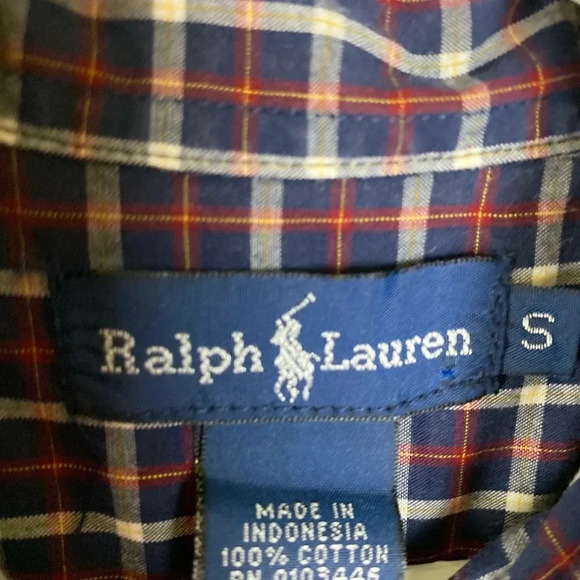 Ralph Lauren
S
MADE IN
INDONESIA
100% COTTON